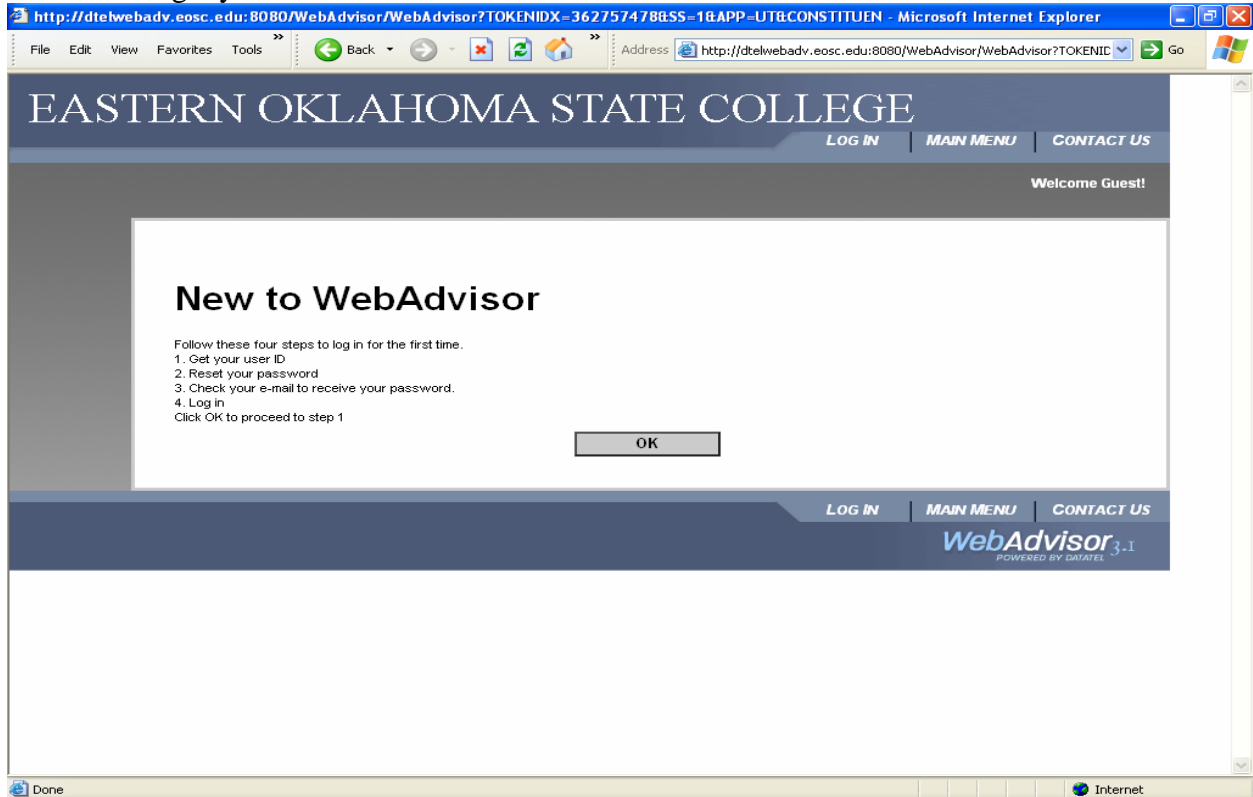 http://dtelwebadv.eosc.edu:8080/WebAdvisor/WebAdvisor?TOKENIDX=362757478&SS=1&APP=UT&CONSTITUEN - Microsoft Internet Explorer
File Edit View Favorites Tools » Back » Address http://dtelwebadv.eosc.edu:8080/WebAdvisor/WebAdvisor?TOKENID Go
EASTERN OKLAHOMA STATE COLLEGE
LOG IN MAIN MENU CONTACT US
Welcome Guest!
New to WebAdvisor
Follow these four steps to log in for the first time.
1. Get your user ID
2. Reset your password
3. Check your e-mail to receive your password.
4. Log in
Click OK to proceed to step 1
OK
LOG IN MAIN MENU CONTACT US
WebAdvisor 3.1
POWERED BY DATATEL
Done Internet